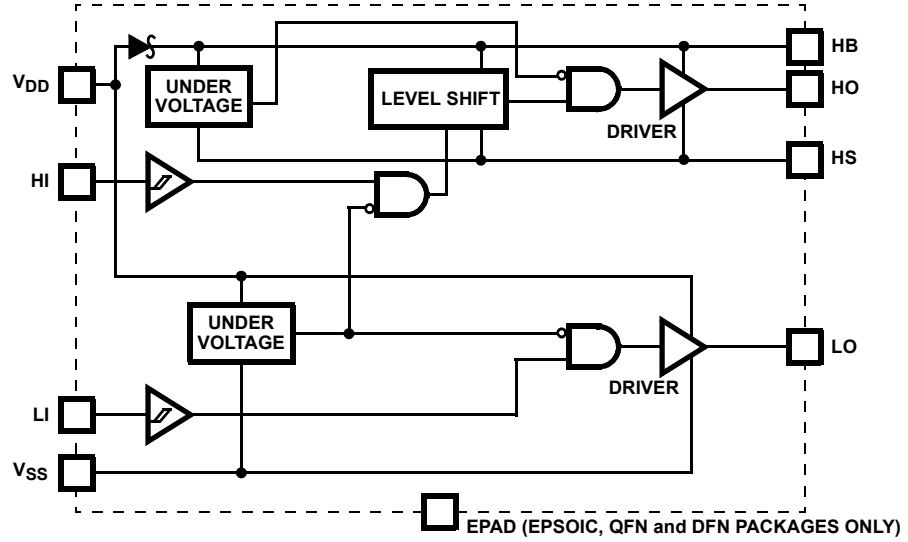 HB
V_DD
UNDER
VOLTAGE
LEVEL SHIFT
HO
DRIVER
HS
HI
UNDER
VOLTAGE
LO
DRIVER
LI
V_SS
EPAD (EPSOIC, QFN and DFN PACKAGES ONLY)